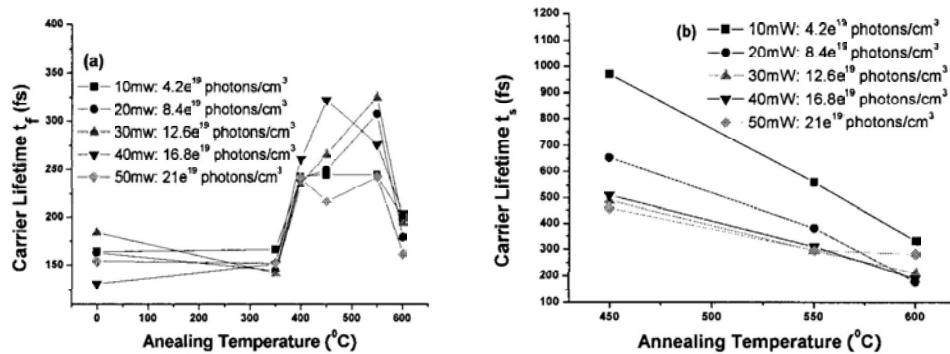 (a)
10mw: 4.2e19 photons/cm3
20mw: 8.4e19 photons/cm3
30mw: 12.6e19 photons/cm3
40mw: 16.8e19 photons/cm3
50mw: 21e19 photons/cm3
Carrier Lifetime tf (fs)
400
350
300
250
200
150
0
100
200
300
400
500
600
Anealing Temperature (0C)
(b)
10mW: 4.2e19 photons/cm3
20mW: 8.4e19 photons/cm3
30mW: 12.6e19 photons/cm3
40mW: 16.8e19 photons/cm3
50mW: 21e19 photons/cm3
Carrier Lifetime ts (fs)
1200
1100
1000
900
800
700
600
500
400
300
200
100
450
500
550
600
Annealing Temperature (0C)